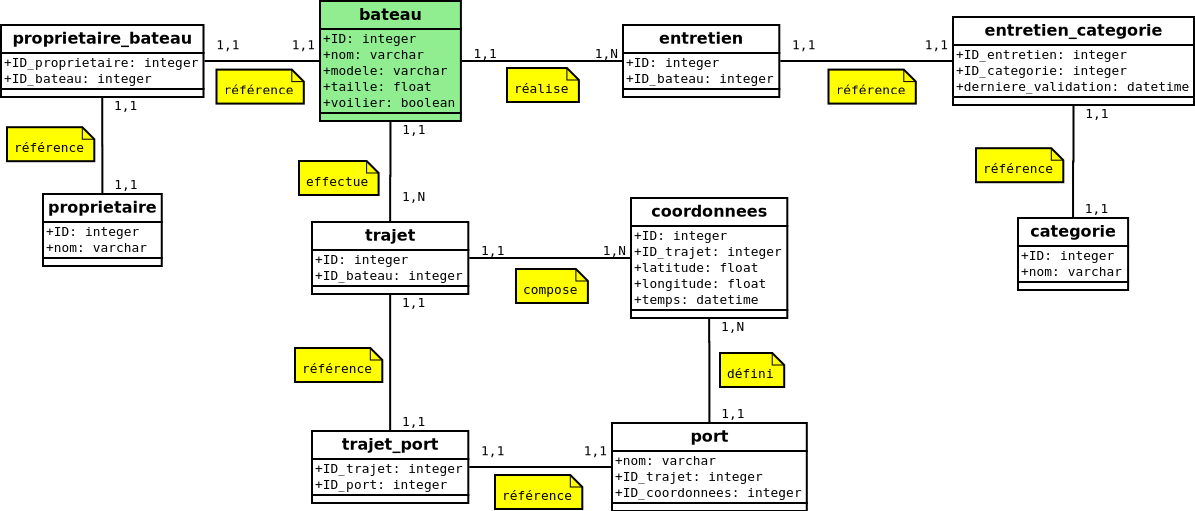 bateau
+ID: integer
+nom: varchar
+modele: varchar
+taille: float
+voilier: boolean
proprietaire_bateau
+ID_proprietaire: integer
+ID_bateau: integer
1,1
1,1
référence
1,1
1,N
réalise
entretien
+ID: integer
+ID_bateau: integer
1,1
1,1
référence
entretien_categorie
+ID_entretien: integer
+ID_categorie: integer
+derniere_validation: datetime
1,1
référence
1,1
proprietaire
+ID: integer
+nom: varchar
1,1
effectue
1,N
1,1
référence
1,1
categorie
+ID: integer
+nom: varchar
trajet
+ID: integer
+ID_bateau: integer
1,1
1,N
compose
coordonnees
+ID: integer
+ID_trajet: integer
+latitude: float
+longitude: float
+temps: datetime
1,1
référence
1,1
1,N
défini
1,1
trajet_port
+ID_trajet: integer
+ID_port: integer
1,1
1,1
référence
port
+nom: varchar
+ID_trajet: integer
+ID_coordonnees: integer